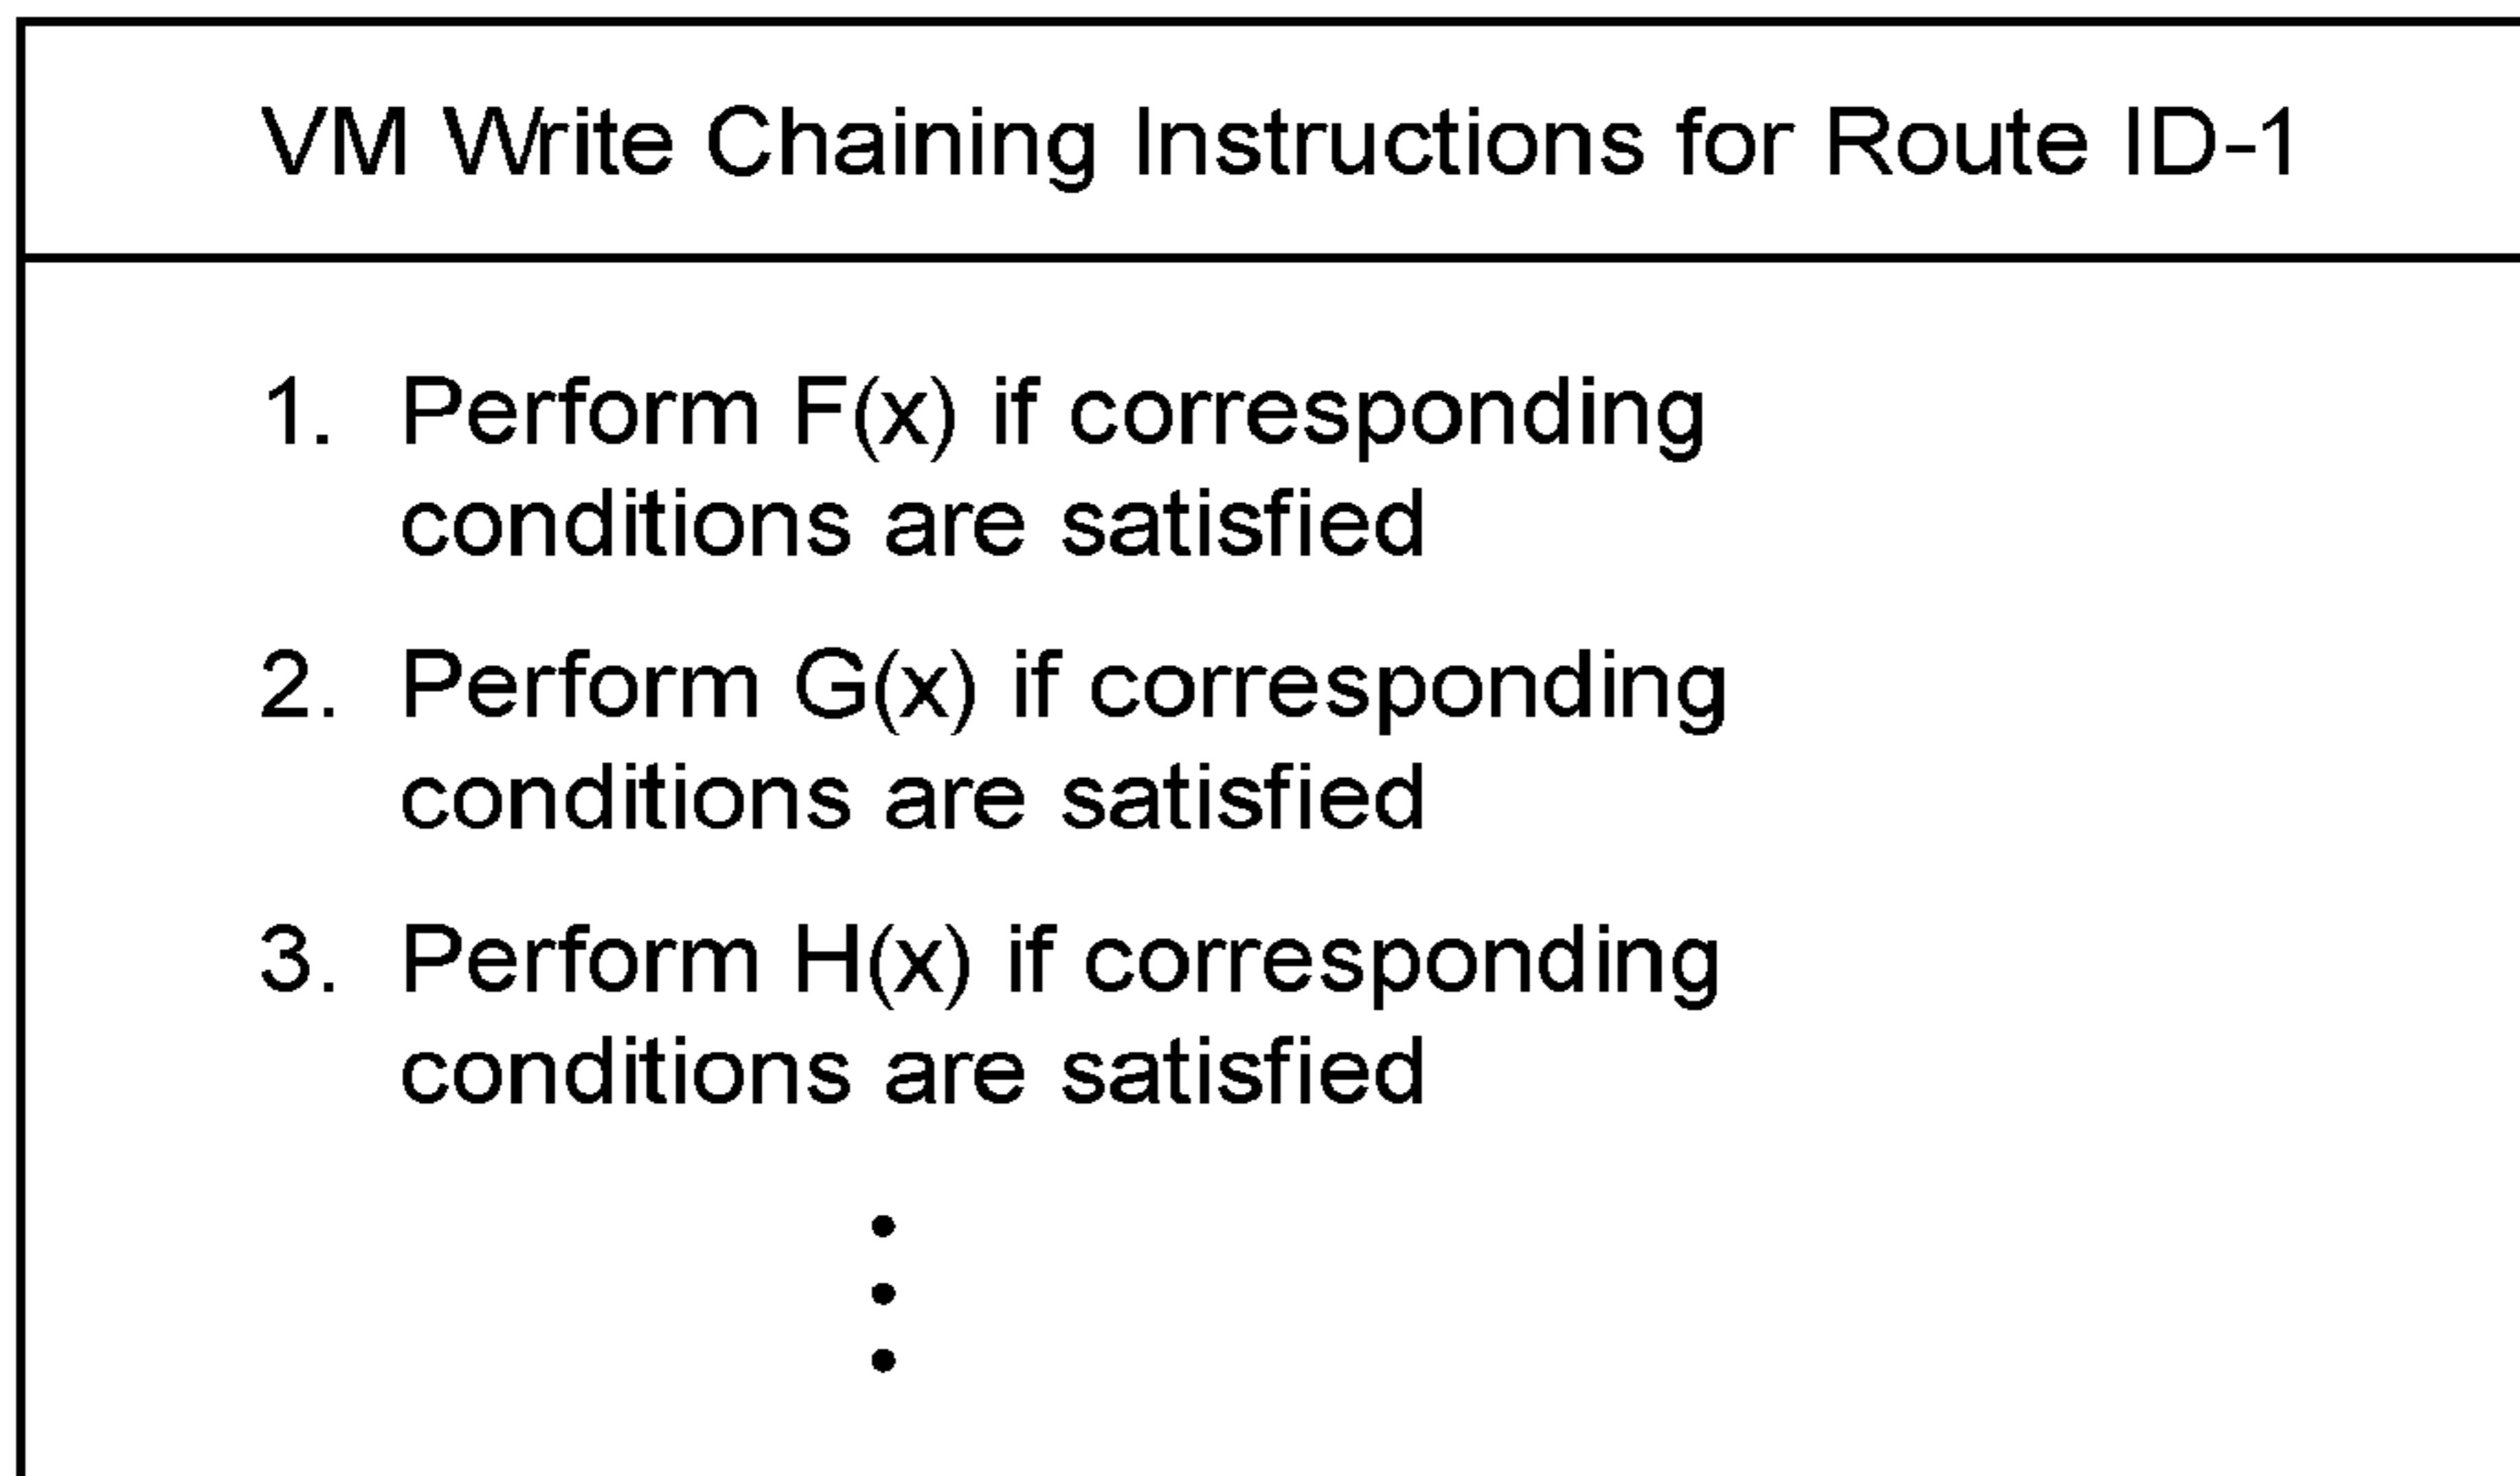 VM Write Chaining Instructions for Route ID-1
1. Perform F(x) if corresponding
conditions are satisfied
2. Perform G(x) if corresponding
conditions are satisfied
3. Perform H(x) if corresponding
conditions are satisfied